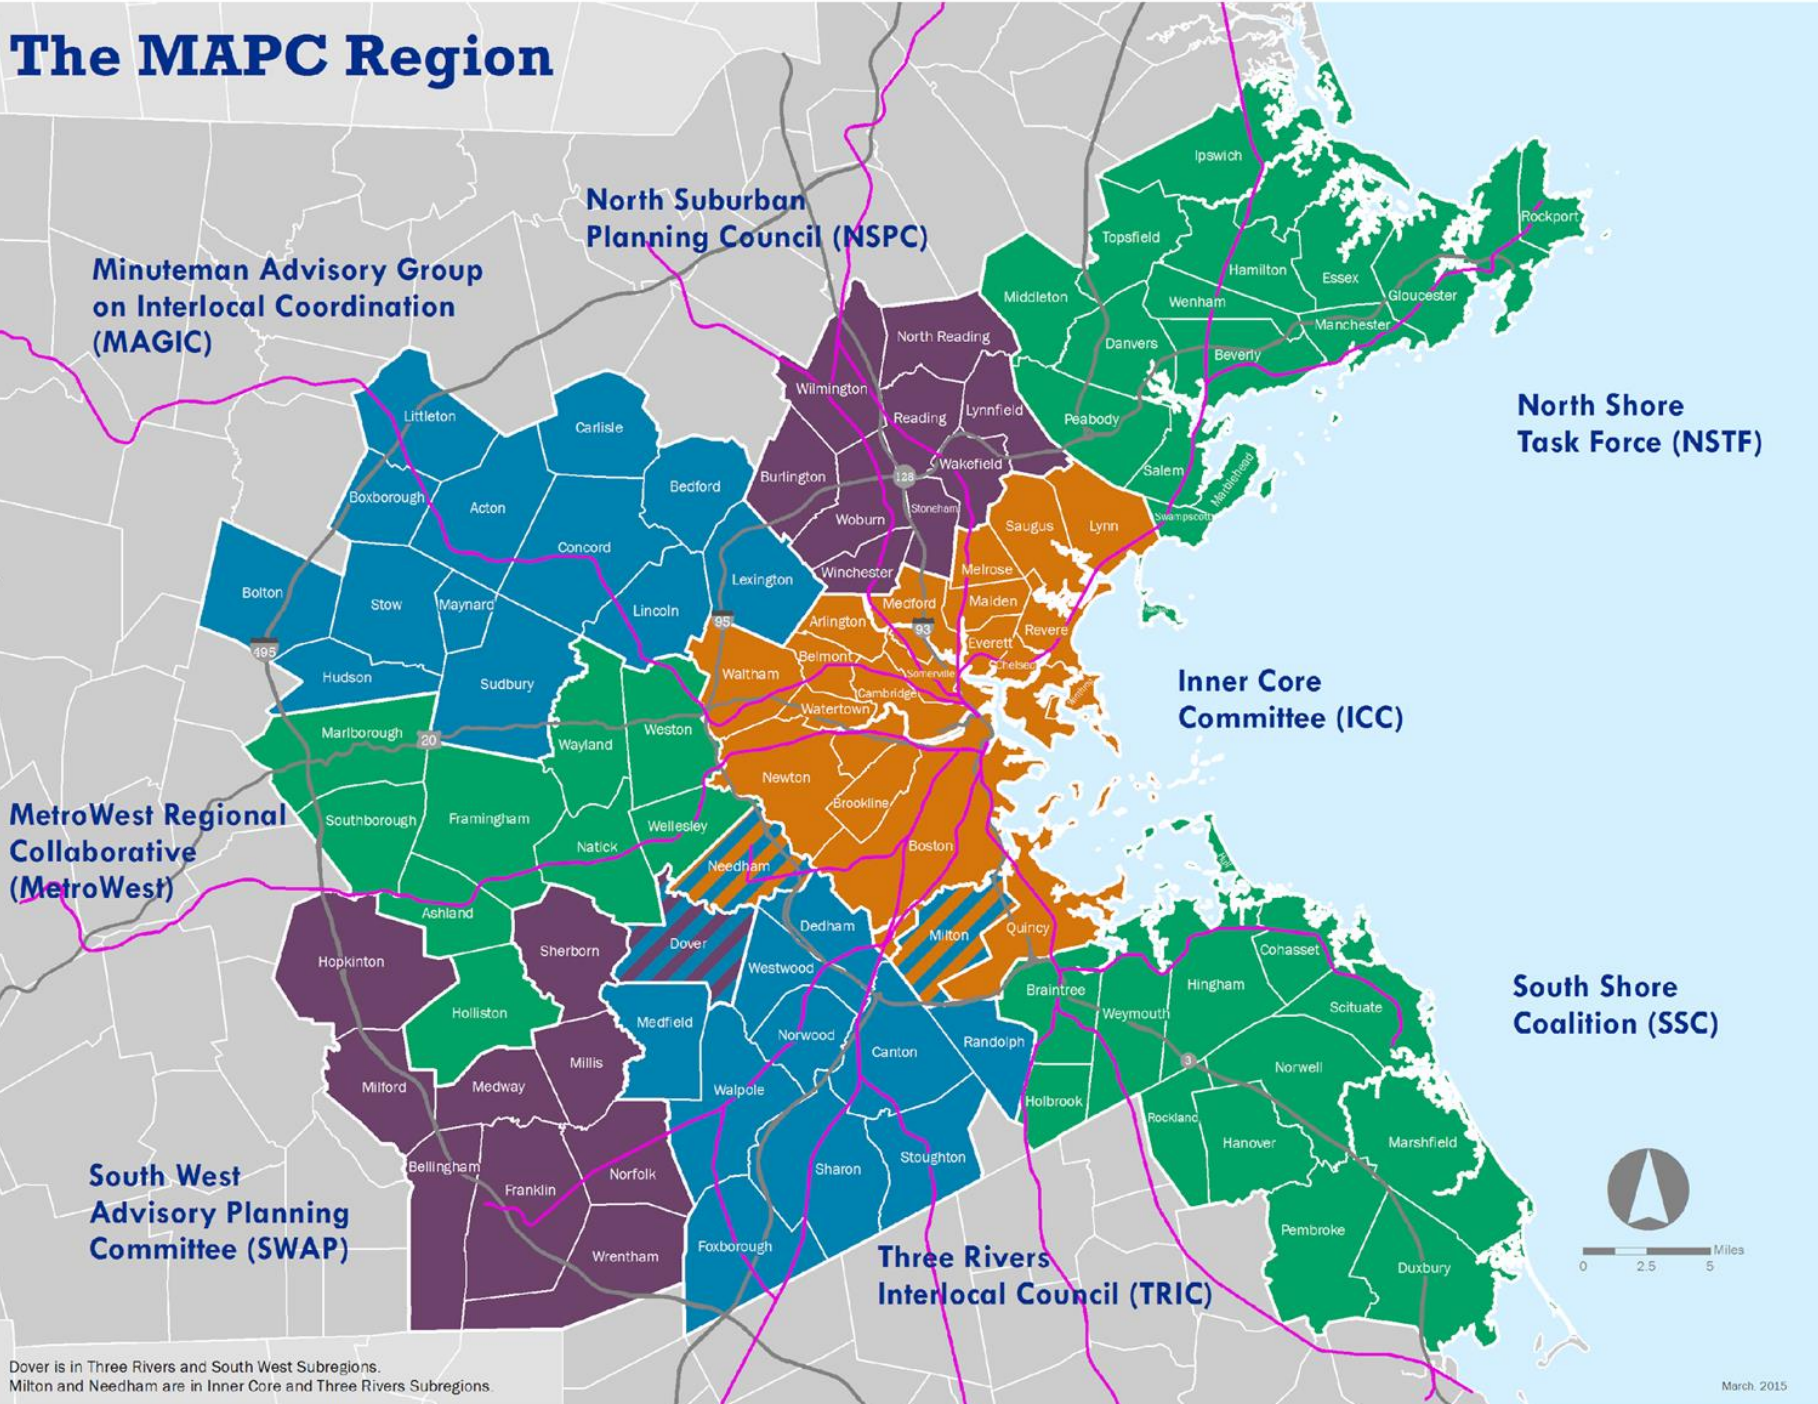 The MAPC Region
North Suburban
Planning Council (NSPC)
Minuteman Advisory Group
on Interlocal Coordination
(MAGIC)
North Shore
Task Force (NSTF)
Inner Core
Committee (ICC)
MetroWest Regional
Collaborative
(MetroWest)
South Shore
Coalition (SSC)
South West
Advisory Planning
Committee (SWAP)
Three Rivers
Interlocal Council (TRIC)
Ipswich
Rockport
Topsfield
Hamilton
Essex
Gloucester
Middleton
Wenham
Manchester
Danvers
Beverly
Peabody
Salem
Marblehead
Swampscott
North Reading
Wilmington
Reading
Lynnfield
Wakefield
Burlington
128
Woburn
Stoneham
Winchester
Littleton
Carlisle
Bedford
Boxborough
Acton
Concord
Lexington
Bolton
Stow
Maynard
Lincoln
95
495
Hudson
Sudbury
Saugus
Lynn
Melrose
Medford
Malden
Arlington
93
Everett
Revere
Belmont
Somerville
Chelsea
Waltham
Cambridge
Watertown
Newton
Brookline
Boston
Quincy
Marlborough
20
Wayland
Weston
Southborough
Framingham
Natick
Wellesley
Ashland
Holliston
Needham
Dover
Milton
Hopkinton
Sherborn
Milford
Medway
Millis
Bellingham
Franklin
Norfolk
Wrentham
Dedham
Westwood
Medfield
Norwood
Canton
Randolph
Walpole
Sharon
Stoughton
Foxborough
Hull
Braintree
Weymouth
Hingham
Cohasset
Scituate
3
Norwell
Holbrook
Rockland
Hanover
Marshfield
Pembroke
Duxbury
Miles
0 2.5 5
Dover is in Three Rivers and South West Subregions.
Milton and Needham are in Inner Core and Three Rivers Subregions.
March. 2015